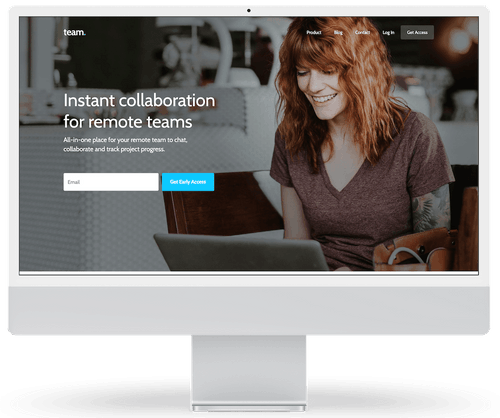 team.
Product Blog Contact Log In Get Access
Instant collaboration
for remote teams
All-in-one place for your remote team to chat,
collaborate and track project progress.
Email
Get Early Access